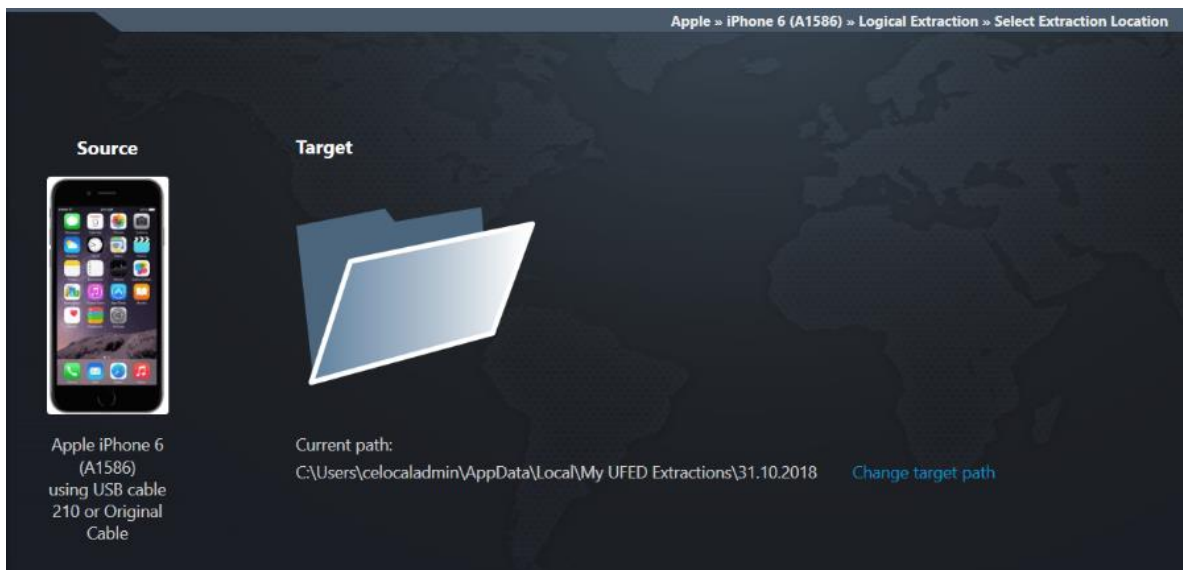 Apple » iPhone 6 (A1586) » Logical Extraction » Select Extraction Location
Source
Target
Apple iPhone 6
(A1586)
using USB cable
210 or Original
Cable
Current path:
C:\Users\celocaladmin\AppData\Local\My UFED Extractions\31.10.2018
Change target path